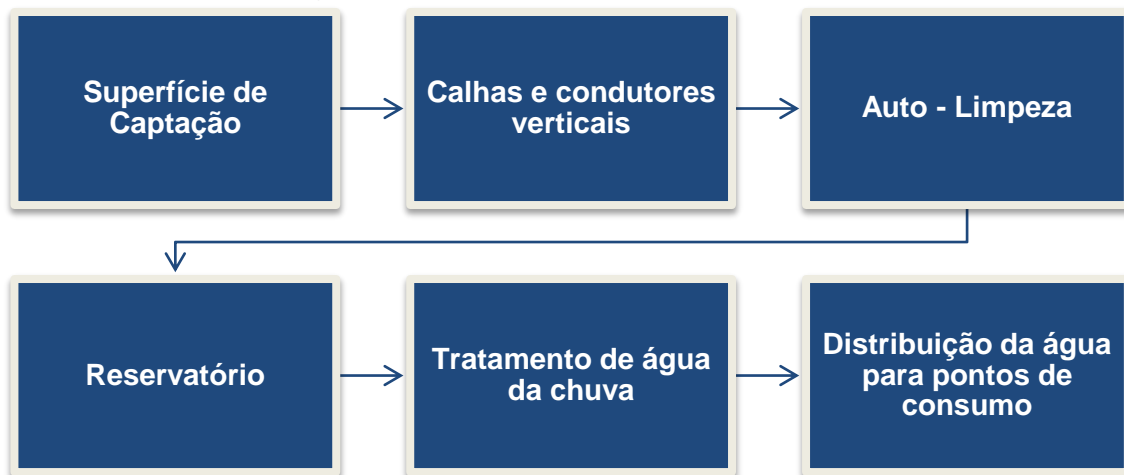 Superfície de
Captação
Calhas e condutores
verticais
Auto - Limpeza
Reservatório
Tratamento de água
da chuva
Distribuição da água
para pontos de
consumo